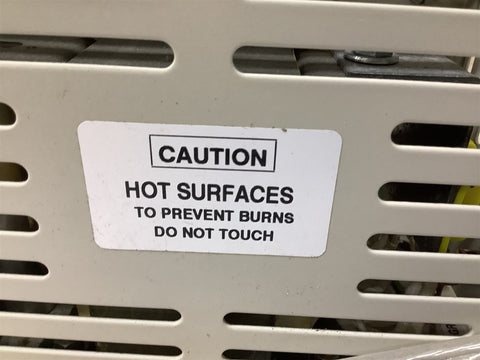 CAUTION
HOT SURFACES
TO PREVENT BURNS
DO NOT TOUCH